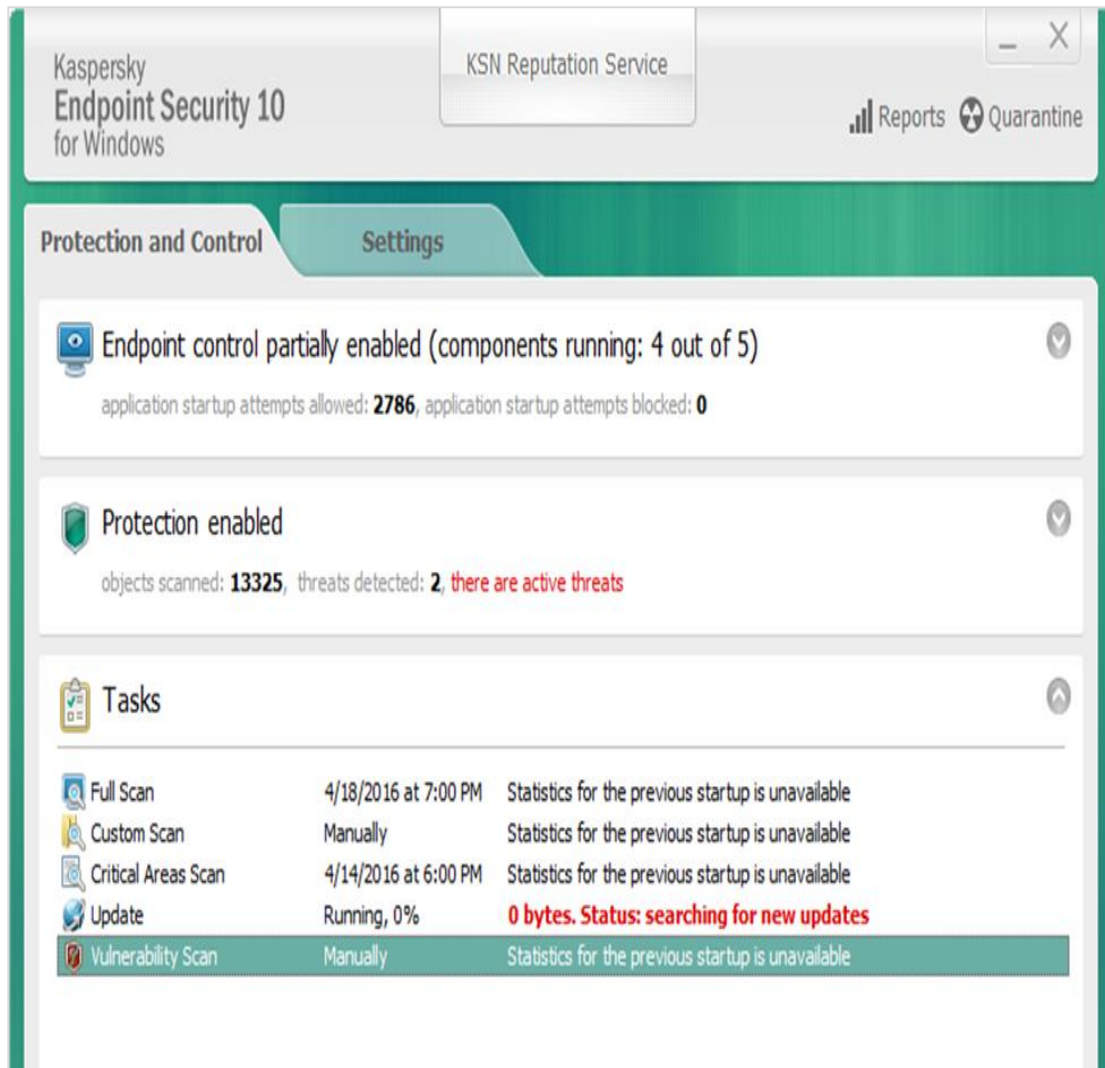 Kaspersky
Endpoint Security 10
for Windows
KSN Reputation Service
Reports Quarantine
Protection and Control Settings
Endpoint control partially enabled (components running: 4 out of 5)
application startup attempts allowed: 2786, application startup attempts blocked: 0
Protection enabled
objects scanned: 13325, threats detected: 2, there are active threats
Tasks
Full Scan 4/18/2016 at 7:00 PM Statistics for the previous startup is unavailable
Custom Scan Manually Statistics for the previous startup is unavailable
Critical Areas Scan 4/14/2016 at 6:00 PM Statistics for the previous startup is unavailable
Update Running, 0% 0 bytes. Status: searching for new updates
Vulnerability Scan Manually Statistics for the previous startup is unavailable